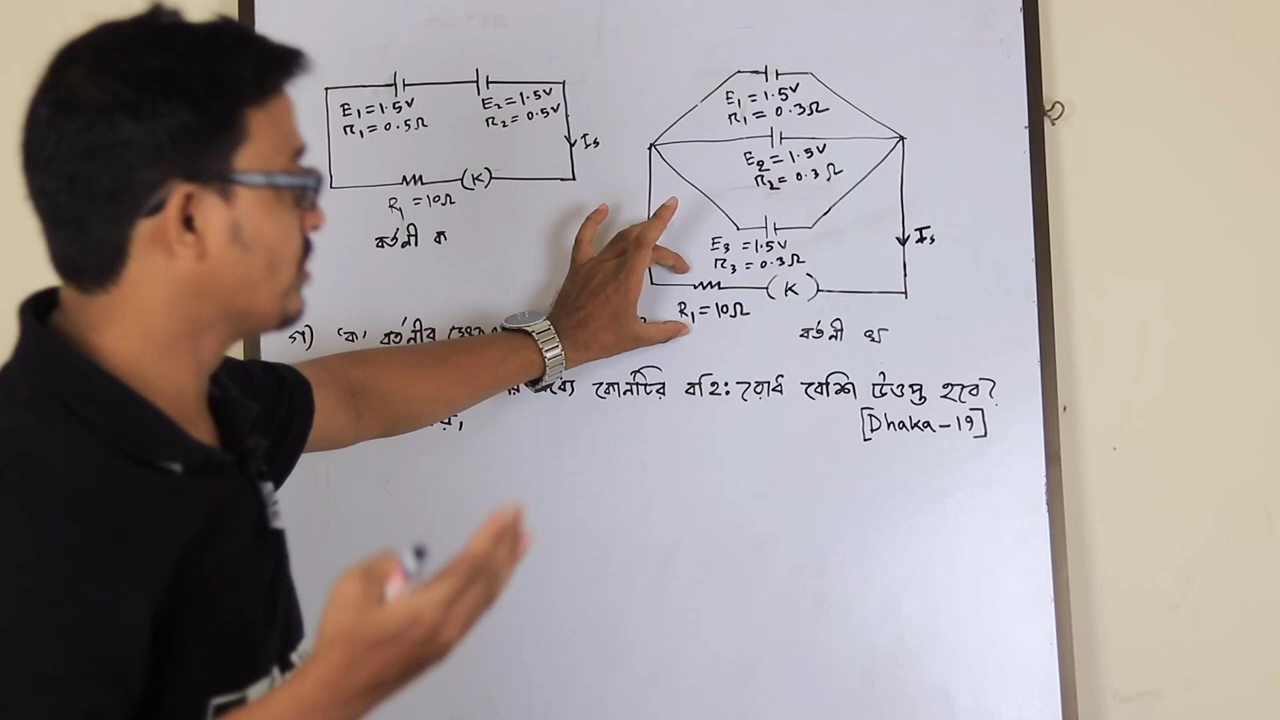 E₁ = 1.5V
R₁ = 0.5Ω
E₂ = 1.5V
R₂ = 0.5V
Is
(K)
R₁ = 10Ω
বর্তনী ক
E₁ = 1.5V
R₁ = 0.3Ω
E₂ = 1.5V
R₂ = 0.3Ω
E₃ = 1.5V
R₃ = 0.3Ω
Is
(K)
R₁ = 10Ω
বর্তনী খ
গ) 'ক' বর্তনীর
কোনটির বহিঃ রোধ বেশি উত্তপ্ত হবে?
[Dhaka-19]